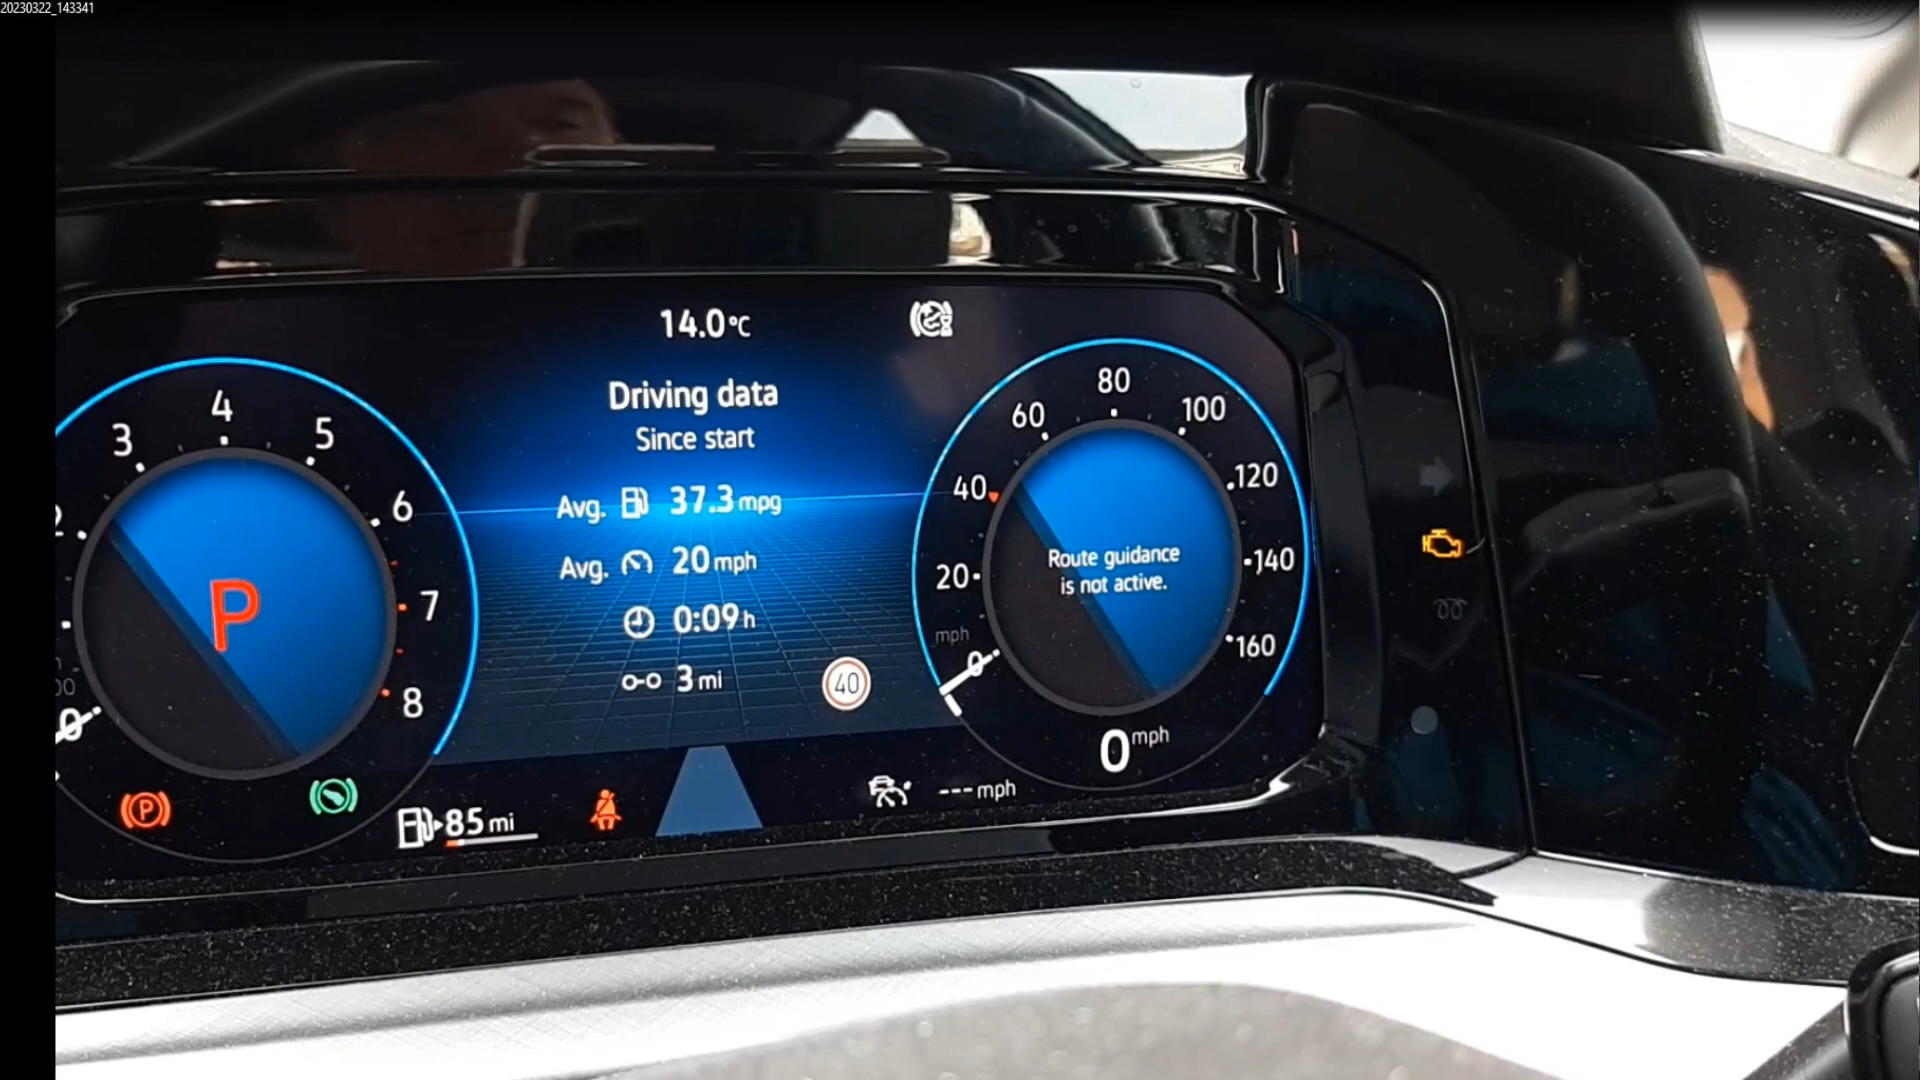 20230322_143341
14.0°C
Driving data
Since start
Avg. 37.3 mpg
Avg. 20 mph
0:09 h
3 mi
40
3
4
5
6
7
8
0
P
P
85 mi
--- mph
0
20
40
60
80
100
120
140
160
mph
Route guidance
is not active.
0 mph